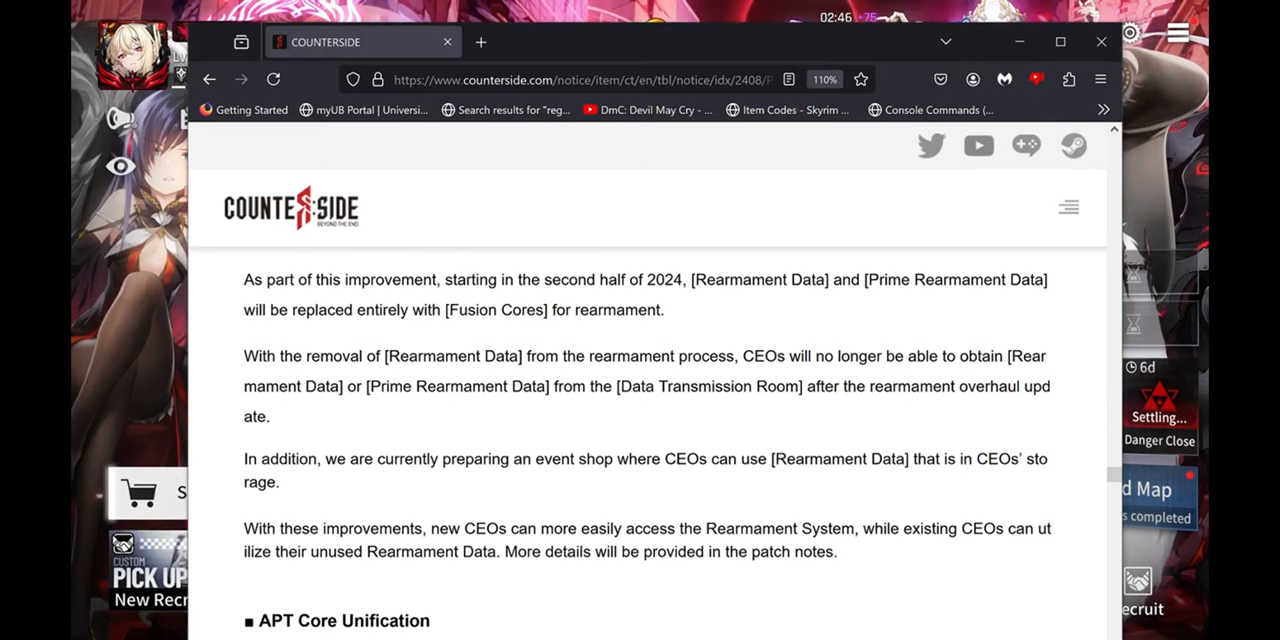 02:46 +75
COUNTERSIDE
https://www.counterside.com/notice/item/ct/en/tbl/notice/idx/2408/
110%
Getting Started
myUB Portal | Universi...
Search results for "reg...
DmC: Devil May Cry - ...
Item Codes - Skyrim ...
Console Commands (...
COUNTERSIDE
BEYOND THE END
As part of this improvement, starting in the second half of 2024, [Rearmament Data] and [Prime Rearmament Data]
will be replaced entirely with [Fusion Cores] for rearmament.
With the removal of [Rearmament Data] from the rearmament process, CEOs will no longer be able to obtain [Rear
mament Data] or [Prime Rearmament Data] from the [Data Transmission Room] after the rearmament overhaul upd
ate.
In addition, we are currently preparing an event shop where CEOs can use [Rearmament Data] that is in CEOs' sto
rage.
With these improvements, new CEOs can more easily access the Rearmament System, while existing CEOs can ut
ilize their unused Rearmament Data. More details will be provided in the patch notes.
■ APT Core Unification
6d
Settling...
Danger Close
d Map
s completed
ecruit
S
CUSTOM
PICK UP
New Recr